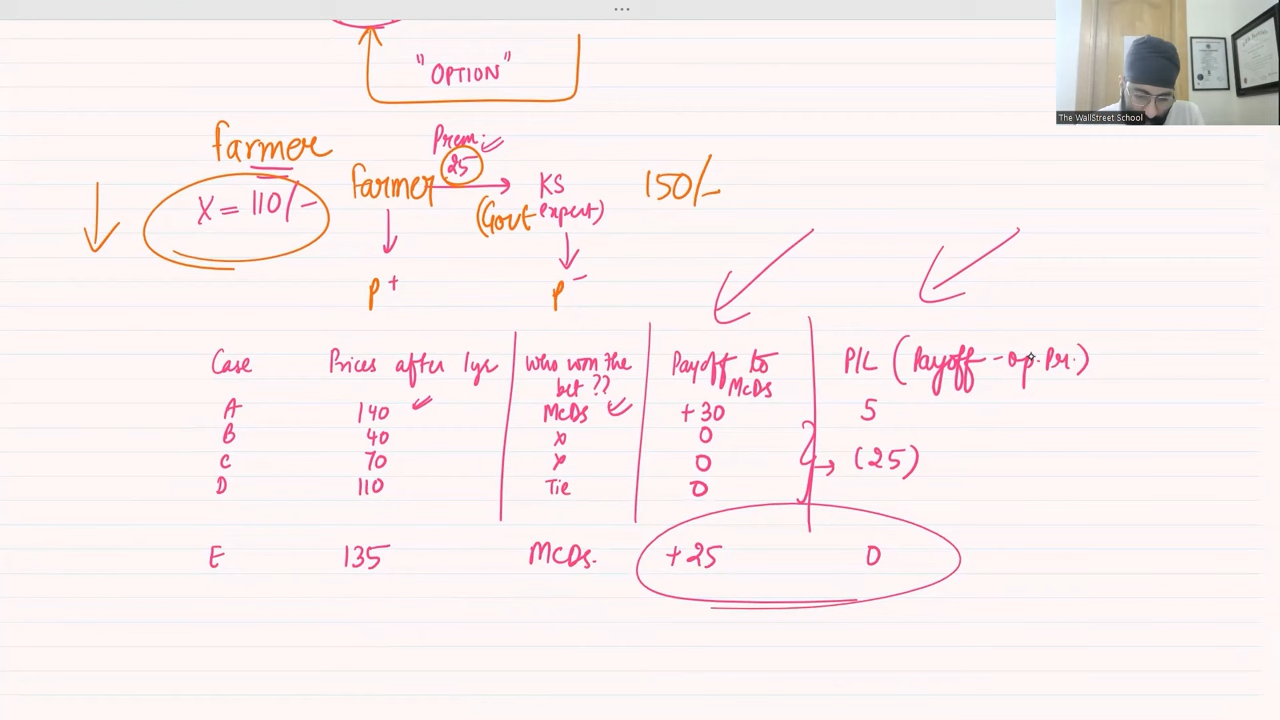 "OPTION"
The WallStreet School
farmer
X = 110/-
Prem.
25
farmer
KS
(Govt expert)
150/-
P+
P-
Case Prices after 1yr Who won the bet ?? Payoff to McDs P/L (Payoff - Op. Pr.)
A 140 McDs +30 5
B 40 x 0
C 70 x 0 (25)
D 110 Tie 0
E 135 McDs. +25 0